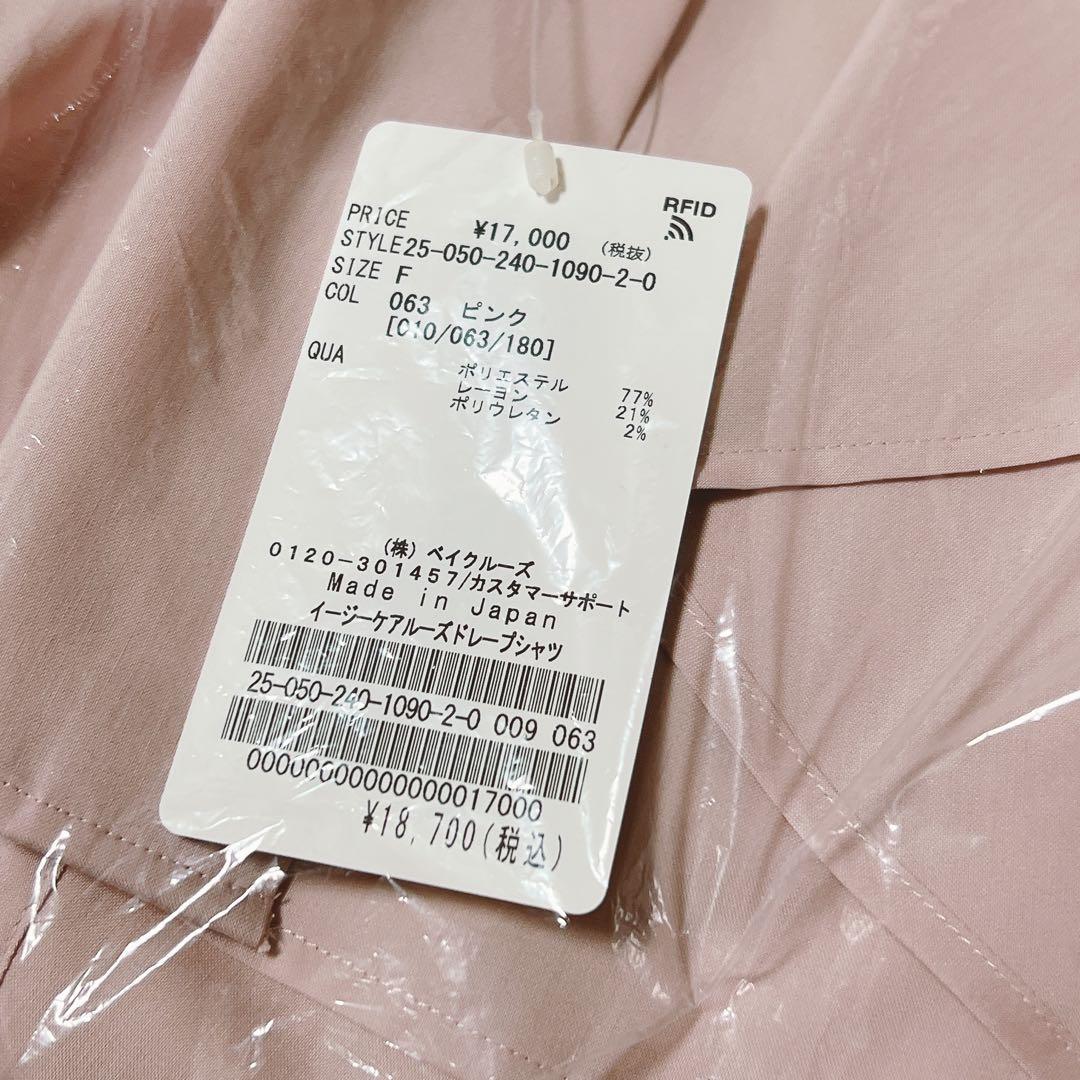 RFID
PRICE ¥17,000 (税抜)
STYLE 25-050-240-1090-2-0
SIZE F
COL 063 ピンク
[010/063/180]
QUA ポリエステル 77%
レーヨン 21%
ポリウレタン 2%
(株) ベイクルーズ
0120-301457/カスタマーサポート
Made in Japan
イージーケアルーズドレープシャツ
25-050-240-1090-2-0 009 063
00000000000000017000
¥18,700(税込)